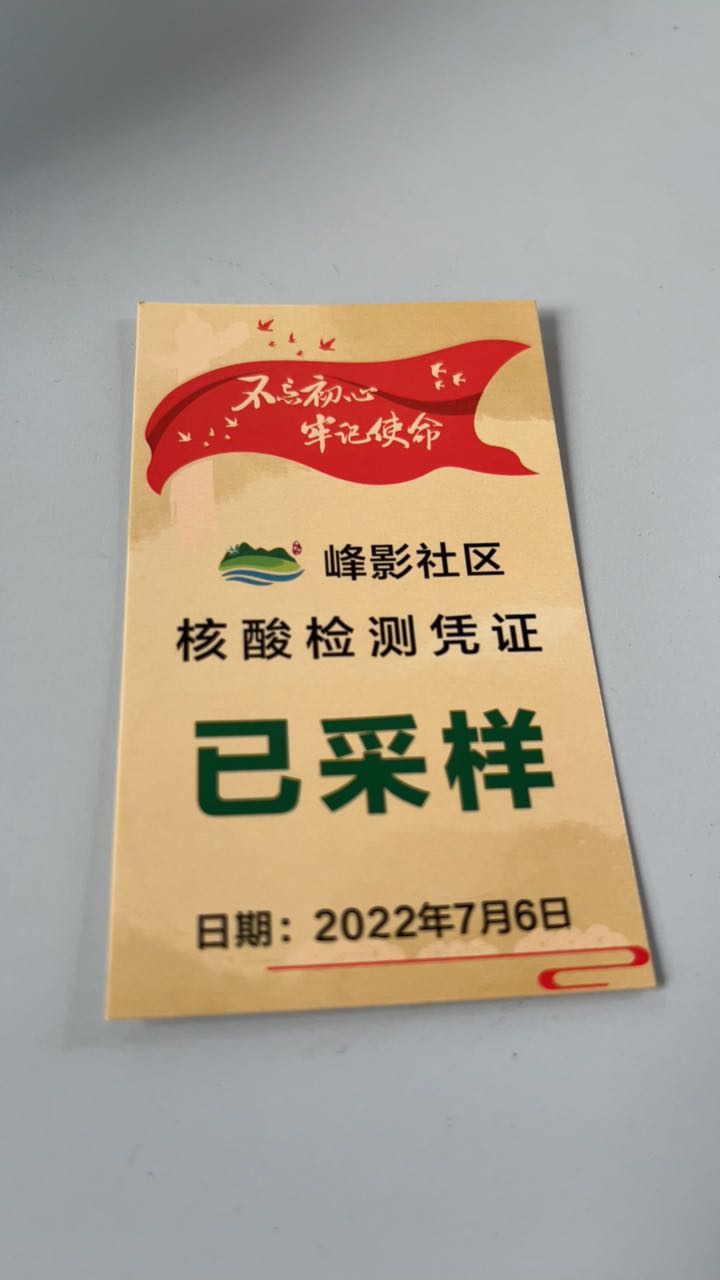 不忘初心
牢记使命
峰影社区
核酸检测凭证
已采样
日期：2022年7月6日